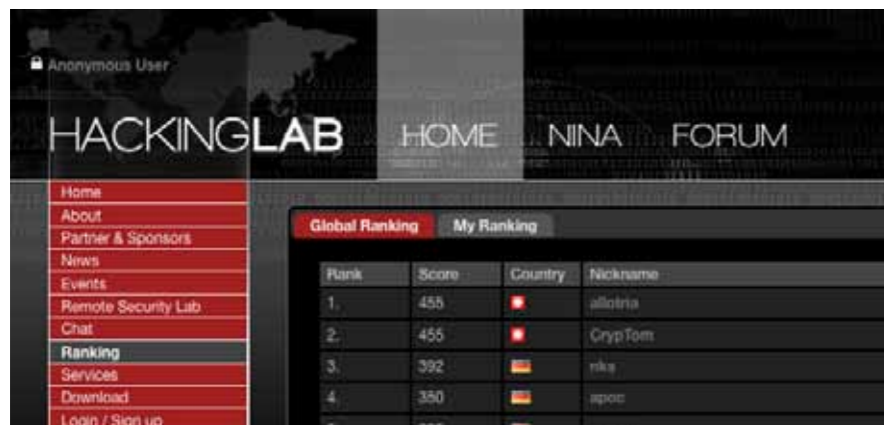 Anonymous User
HACKINGLAB HOME NINA FORUM
Home
About
Partner & Sponsors
News
Events
Remote Security Lab
Chat
Ranking
Services
Download
Login / Sign up
Global Ranking My Ranking
Rank Score Country Nickname
1. 455 allotria
2. 455 CrypTom
3. 392 nka
4. 350 apoc